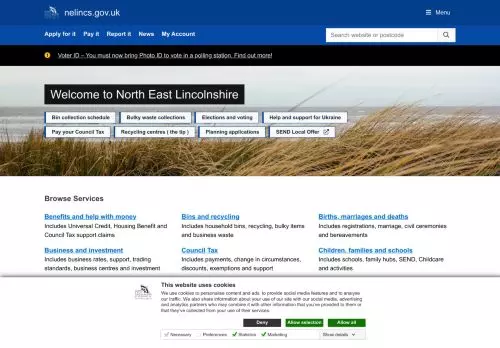 nelincs.gov.uk
Menu
Apply for it Pay it Report it News My Account
Search website or postcode
Voter ID – You must now bring Photo ID to vote in a polling station. Find out more!
Welcome to North East Lincolnshire
Bin collection schedule Bulky waste collections Elections and voting Help and support for Ukraine
Pay your Council Tax Recycling centres ( the tip ) Planning applications SEND Local Offer
Browse Services
Benefits and help with money Bins and recycling Births, marriages and deaths
Includes Universal Credit, Housing Benefit and Includes household bins, recycling, bulky items Includes registrations, marriage, civil ceremonies
Council Tax support claims and business waste and bereavements
Business and investment Council Tax Children, families and schools
Includes business rates, support, trading Includes payments, change in circumstances, Includes schools, family hubs, SEND, Childcare
standards, business centres and investment discounts, exemptions and support and activities
This website uses cookies
We use cookies to personalise content and ads, to provide social media features and to analyse
our traffic. We also share information about your use of our site with our social media, advertising
and analytics partners who may combine it with other information that you've provided to them or
that they've collected from your use of their services.
Deny Allow selection Allow all
Necessary Preferences Statistics Marketing Show details